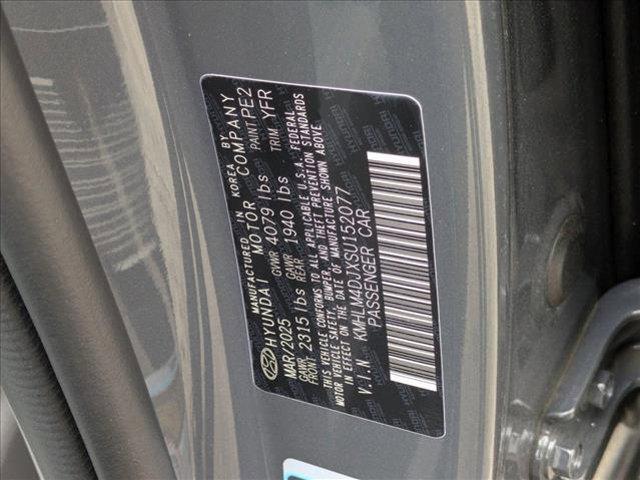 MANUFACTURED IN KOREA BY
HYUNDAI MOTOR COMPANY
MAR/2025 GVWR 4079 lbs PAINT PE2
GAWR FRONT 2315 lbs GAWR REAR 1940 lbs TRIM YFR
THIS VEHICLE CONFORMS TO ALL APPLICABLE U.S.A. FEDERAL
MOTOR VEHICLE SAFETY, BUMPER, AND THEFT PREVENTION STANDARDS
IN EFFECT ON THE DATE OF MANUFACTURE SHOWN ABOVE.
V.I.N KMHLM4DJXSU152077
PASSENGER CAR